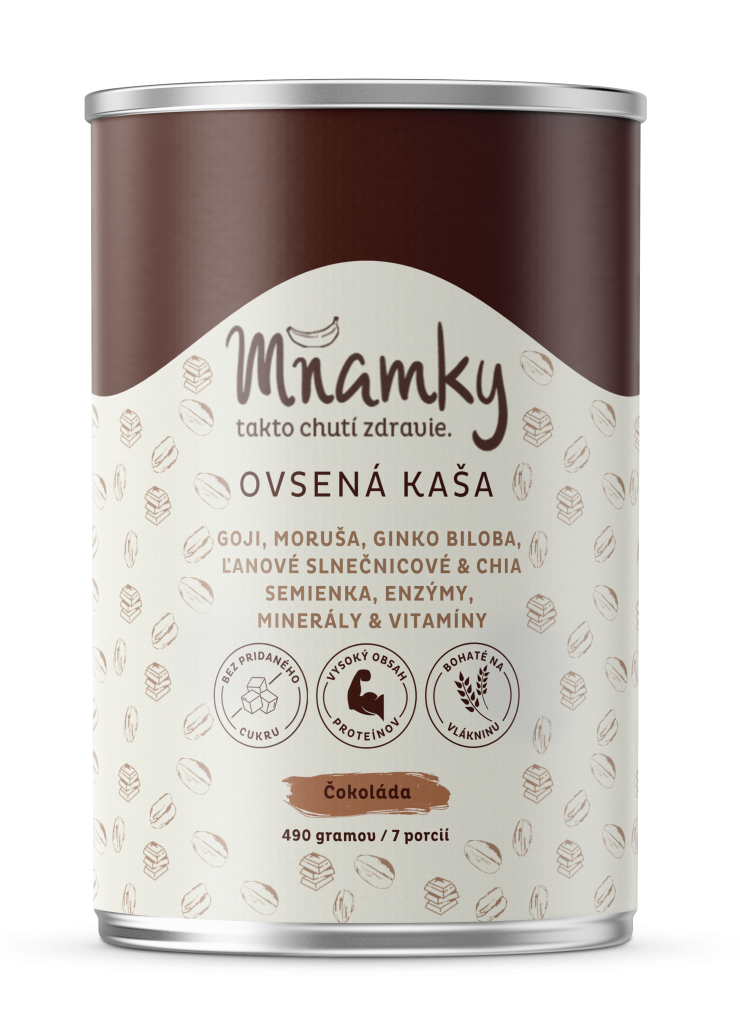 Mňamky
takto chutí zdravie.
OVSENÁ KAŠA
GOJI, MORUŠA, GINKO BILOBA,
ĽANOVÉ SLNEČNICOVÉ & CHIA
SEMIENKA, ENZÝMY,
MINERÁLY & VITAMÍNY
BEZ PRIDANÉHO
CUKRU
VYSOKÝ OBSAH
PROTEÍNOV
BOHATÉ NA
VLÁKNINU
Čokoláda
490 gramov / 7 porcií